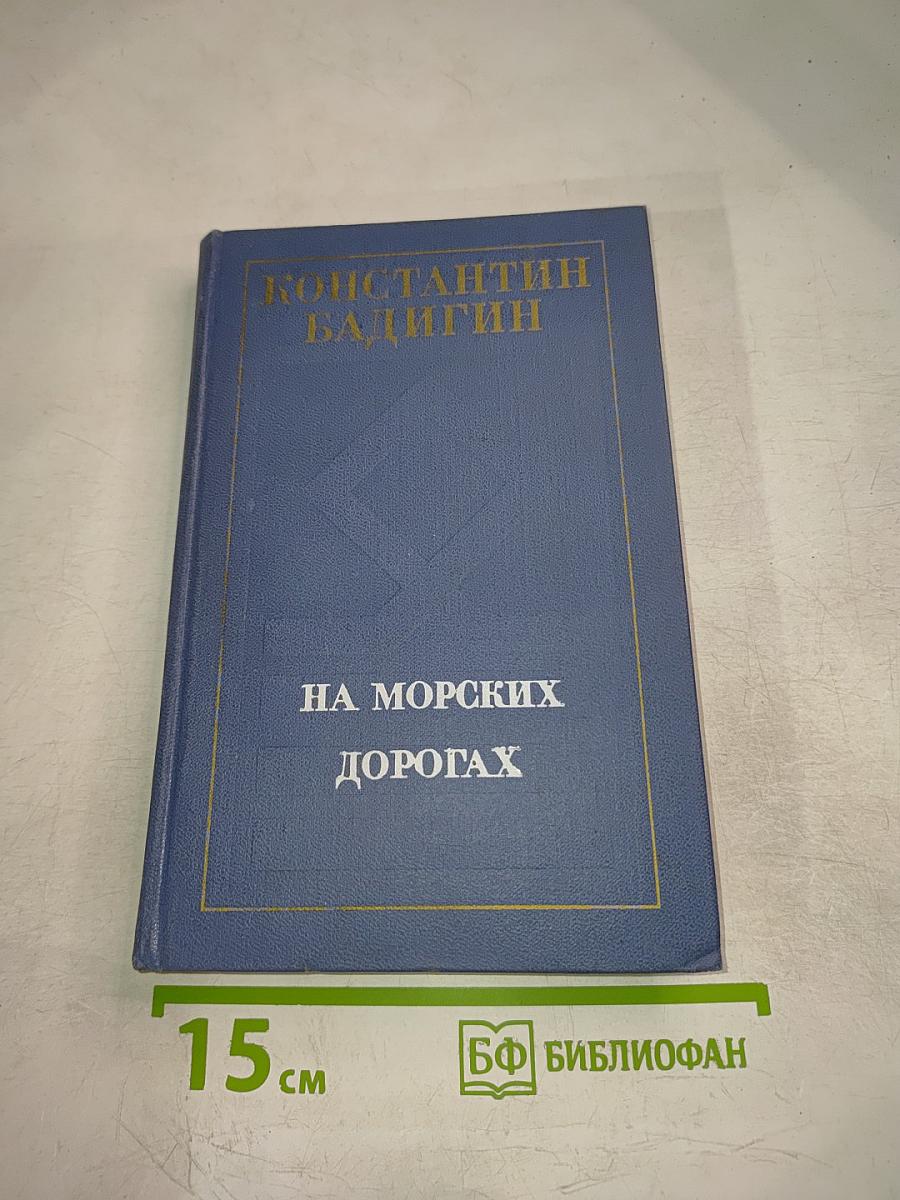 КОНСТАНТИН
БАДИГИН
НА МОРСКИХ
ДОРОГАХ
15 см
БФ БИБЛИОФАН